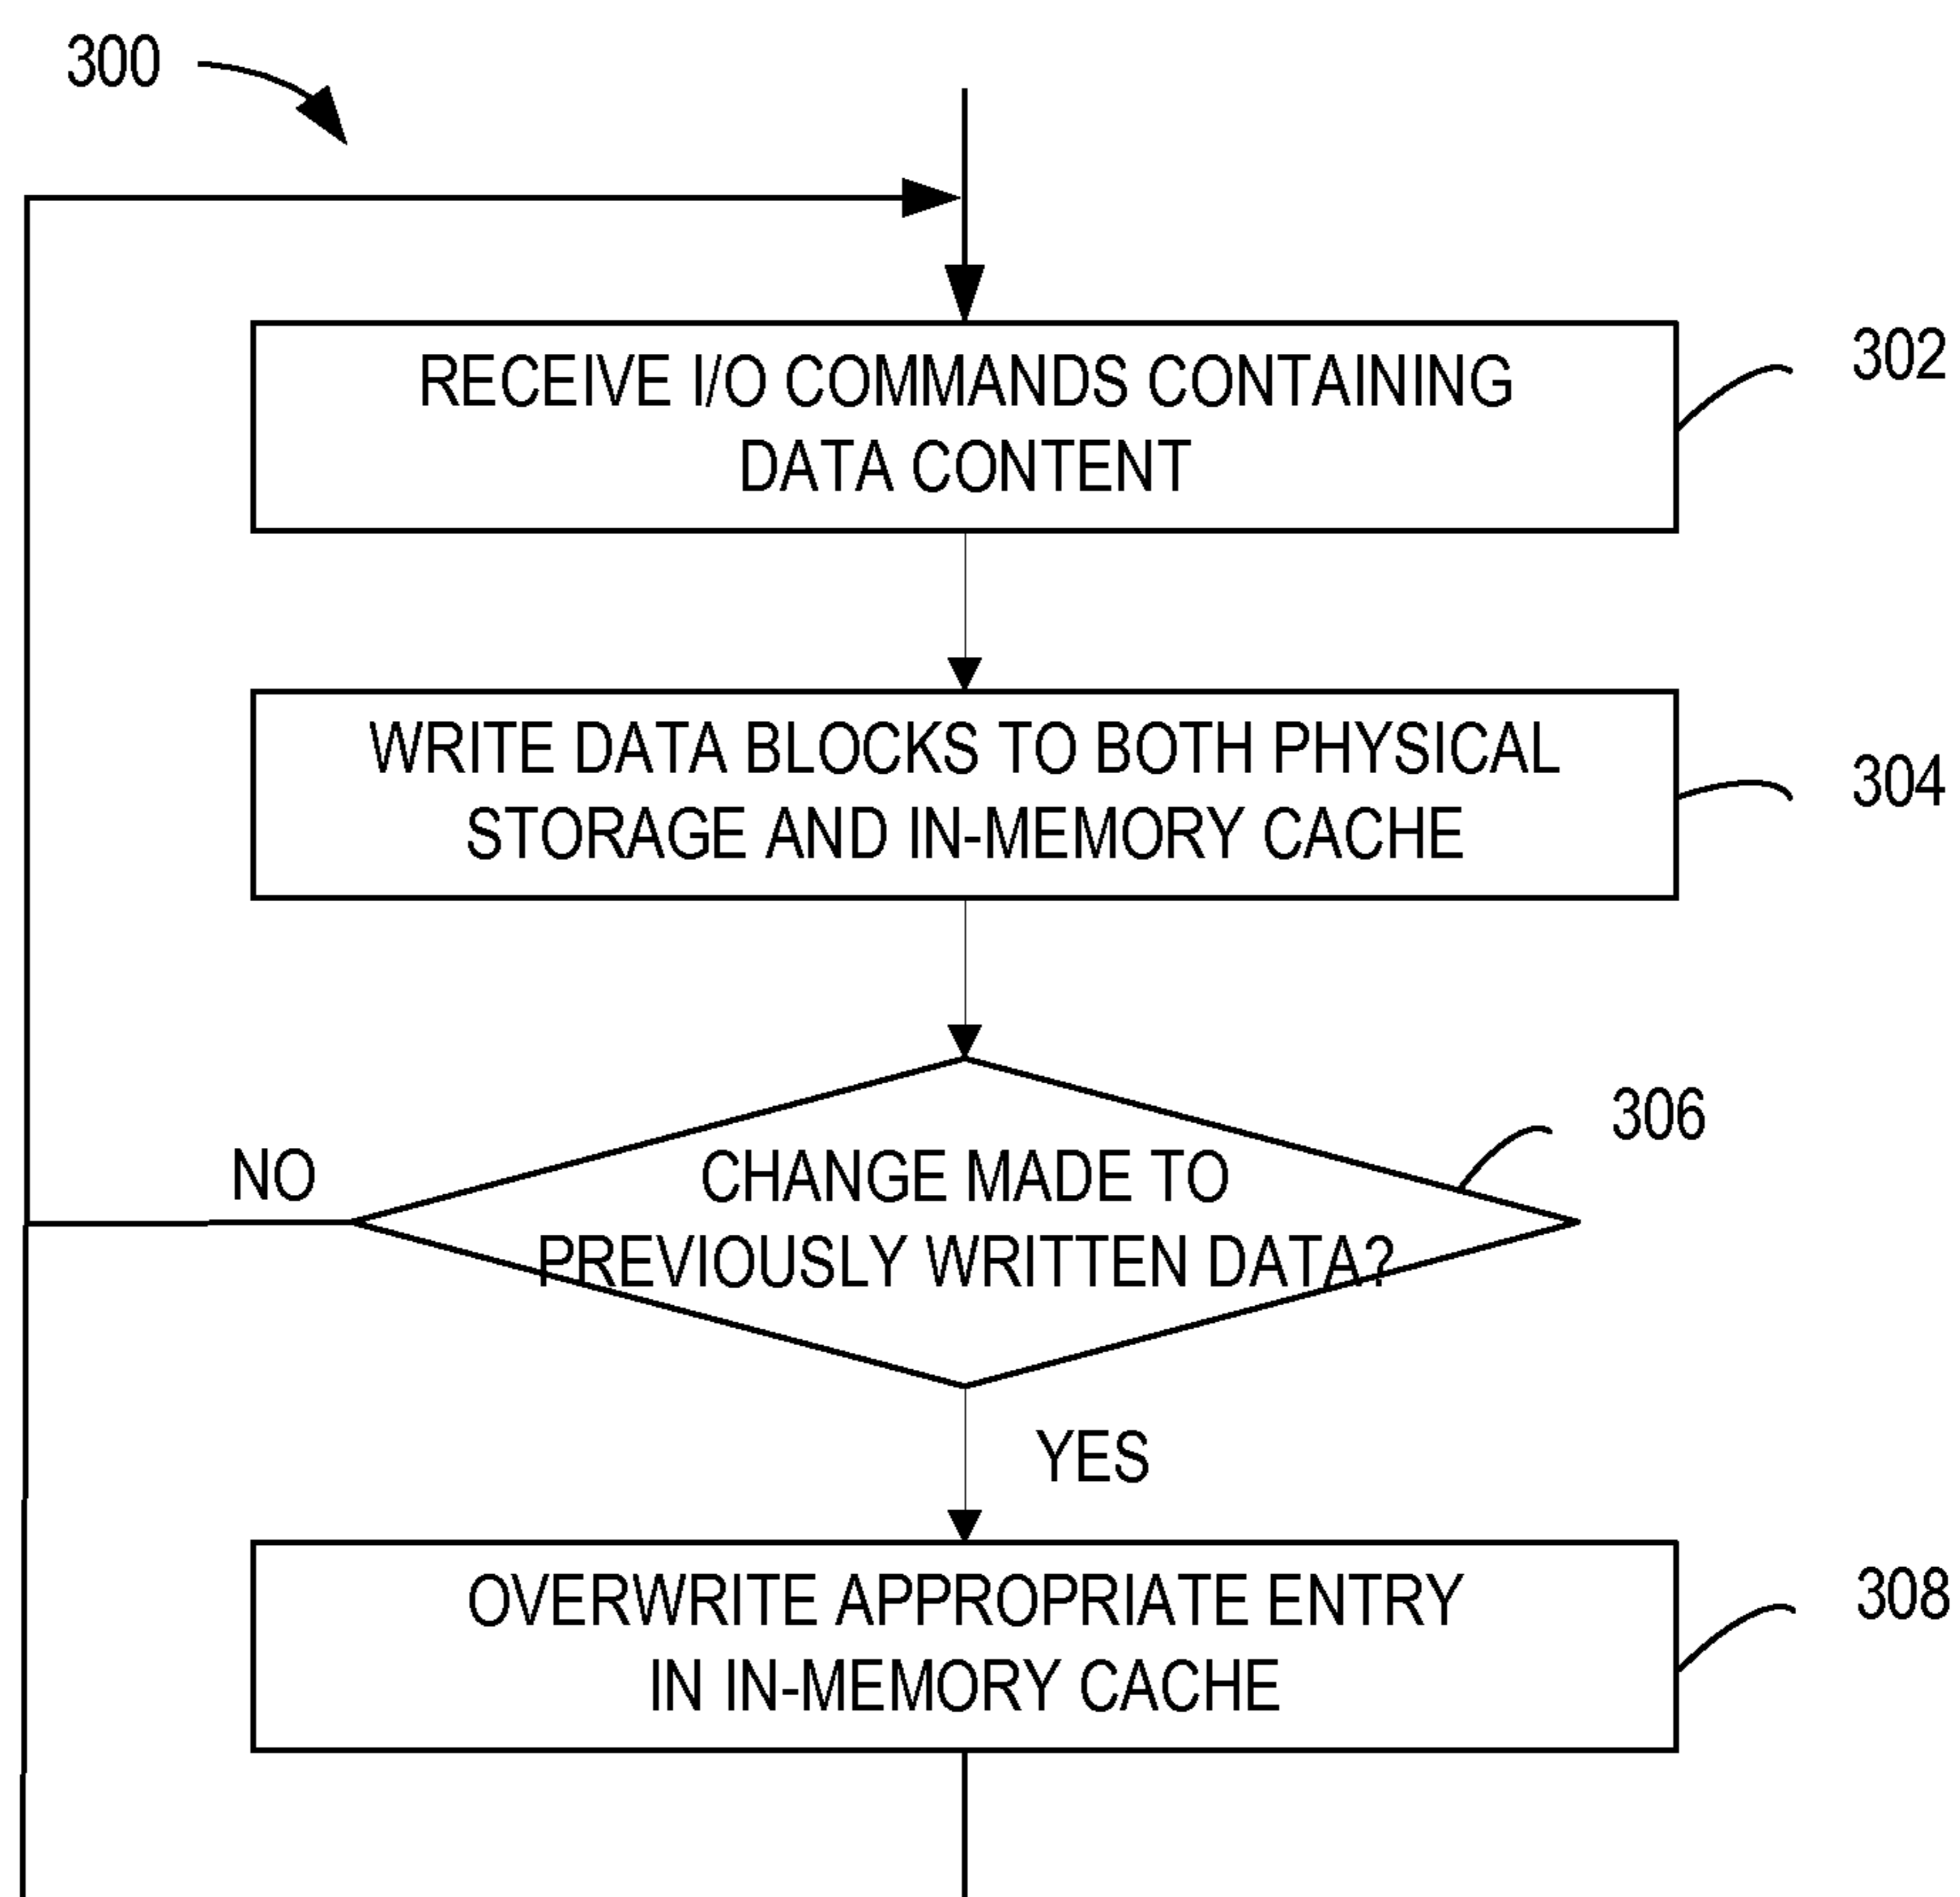 300
RECEIVE I/O COMMANDS CONTAINING
DATA CONTENT
302
WRITE DATA BLOCKS TO BOTH PHYSICAL
STORAGE AND IN-MEMORY CACHE
304
CHANGE MADE TO
PREVIOUSLY WRITTEN DATA?
306
NO
YES
OVERWRITE APPROPRIATE ENTRY
IN IN-MEMORY CACHE
308